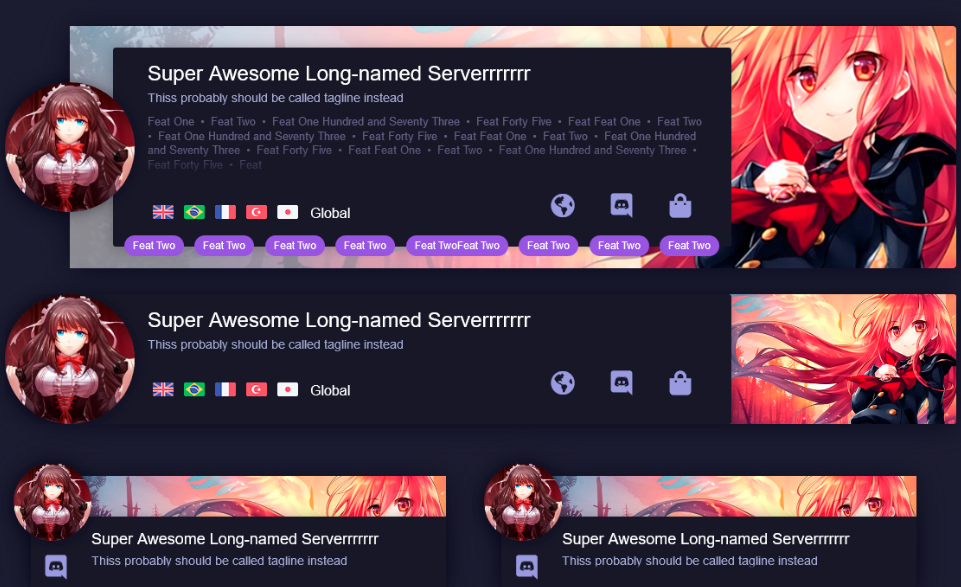 Super Awesome Long-named Serverrrrrrr
Thiss probably should be called tagline instead
Feat One • Feat Two • Feat One Hundred and Seventy Three • Feat Forty Five • Feat Feat One • Feat Two
• Feat One Hundred and Seventy Three • Feat Forty Five • Feat Feat One • Feat Two • Feat One Hundred
and Seventy Three • Feat Forty Five • Feat Feat One • Feat Two • Feat One Hundred and Seventy Three •
Feat Forty Five • Feat
Global
Feat Two Feat Two Feat Two Feat Two Feat TwoFeat Two Feat Two Feat Two Feat Two
Super Awesome Long-named Serverrrrrrr
Thiss probably should be called tagline instead
Global
Super Awesome Long-named Serverrrrrrr
Thiss probably should be called tagline instead
Super Awesome Long-named Serverrrrrrr
Thiss probably should be called tagline instead